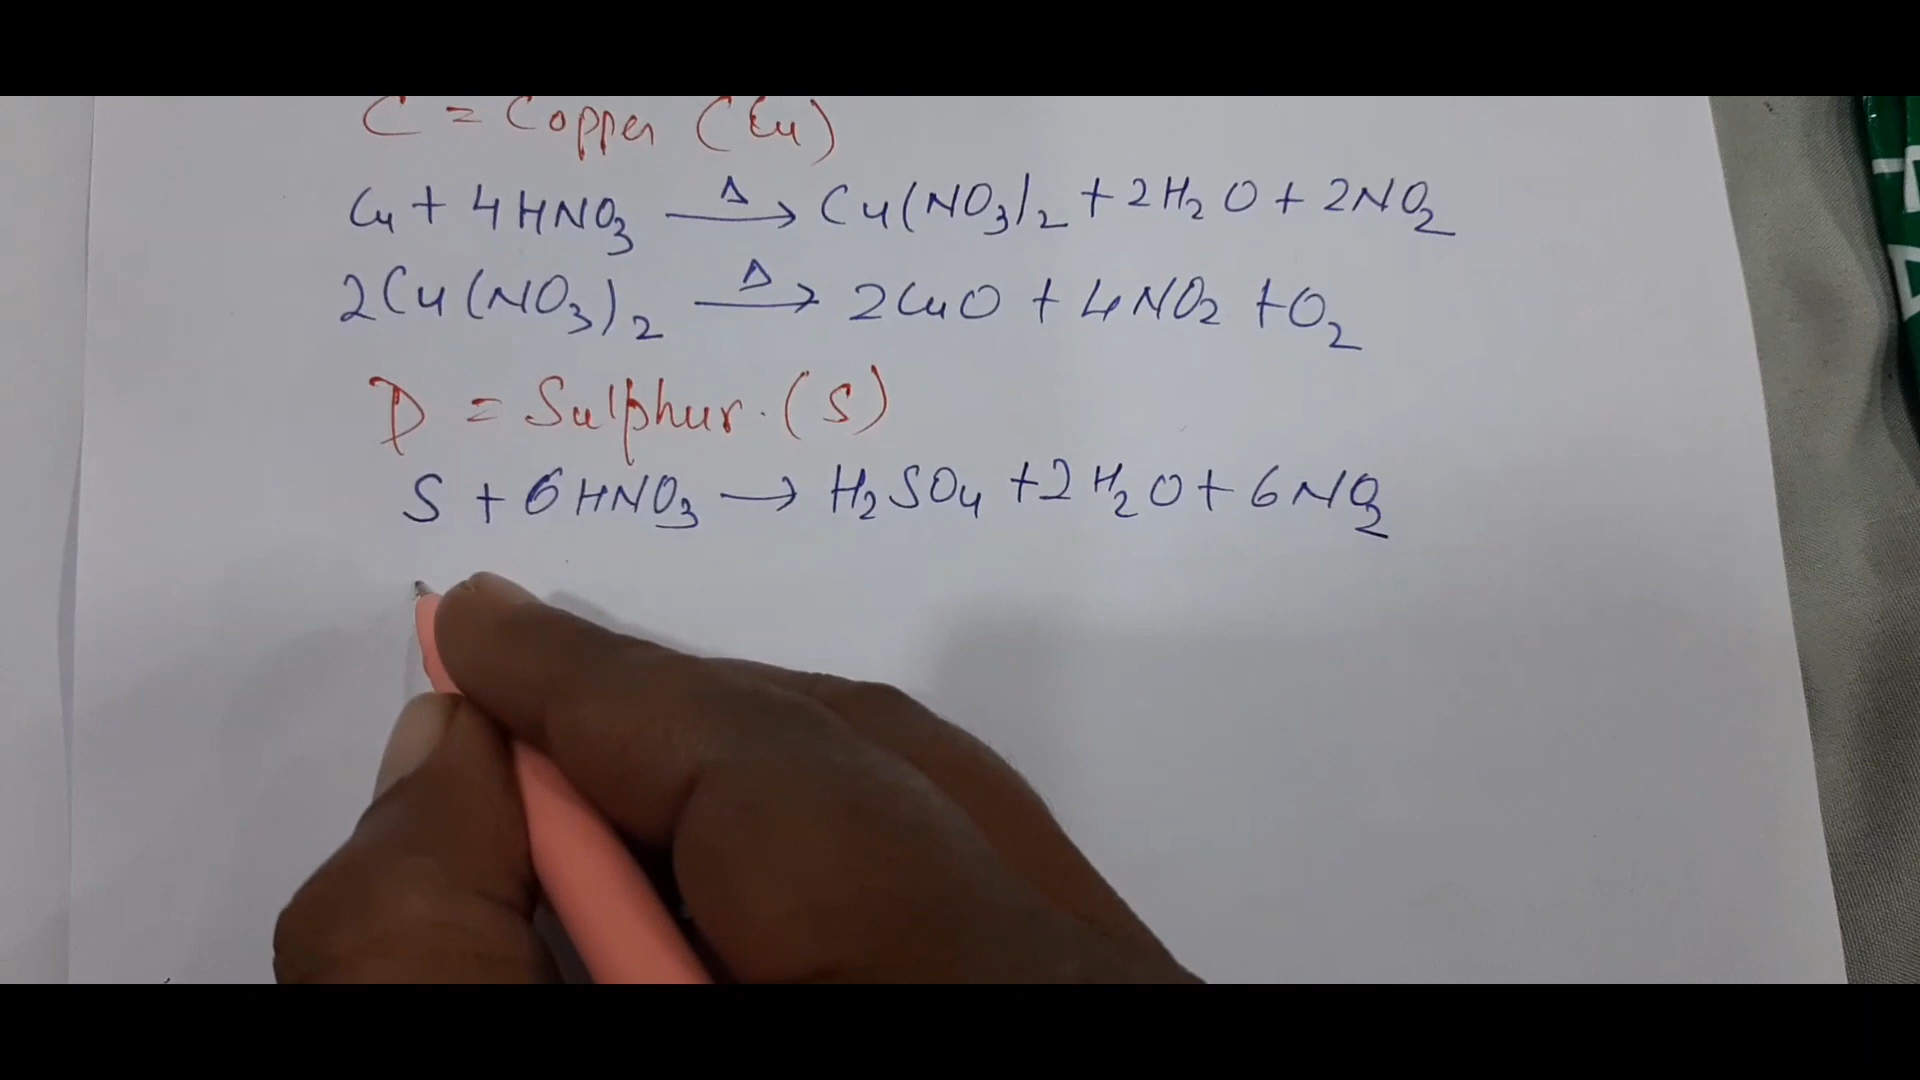 C = Copper (Cu)
Cu + 4HNO₃ →Δ Cu(NO₃)₂ + 2H₂O + 2NO₂
2Cu(NO₃)₂ →Δ 2CuO + 4NO₂ + O₂
D = Sulphur. (S)
S + 6HNO₃ → H₂SO₄ + 2H₂O + 6NO₂